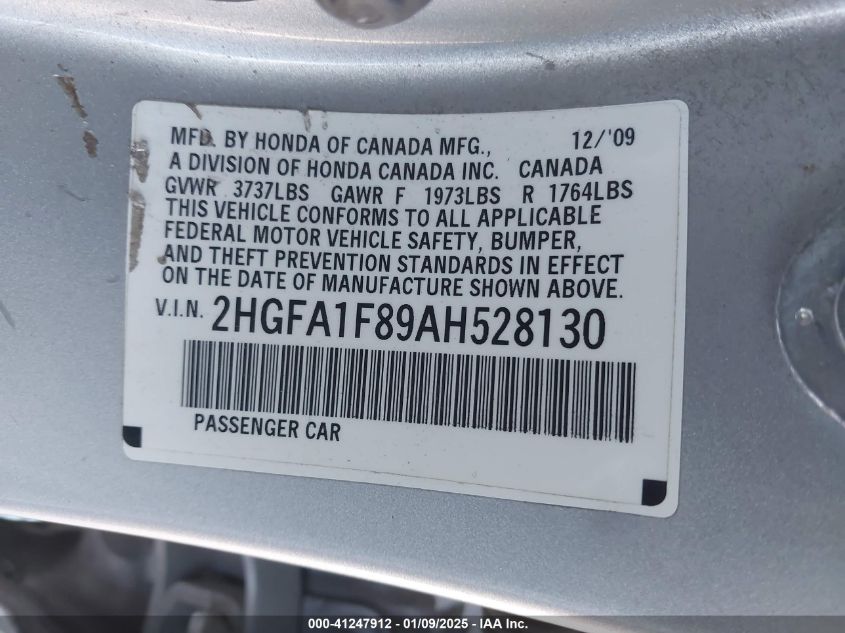 MFD. BY HONDA OF CANADA MFG., 12/'09
A DIVISION OF HONDA CANADA INC. CANADA
GVWR 3737LBS GAWR F 1973LBS R 1764LBS
THIS VEHICLE CONFORMS TO ALL APPLICABLE
FEDERAL MOTOR VEHICLE SAFETY, BUMPER,
AND THEFT PREVENTION STANDARDS IN EFFECT
ON THE DATE OF MANUFACTURE SHOWN ABOVE.
V.I.N. 2HGFA1F89AH528130
PASSENGER CAR
000-41247912 - 01/09/2025 - IAA Inc.